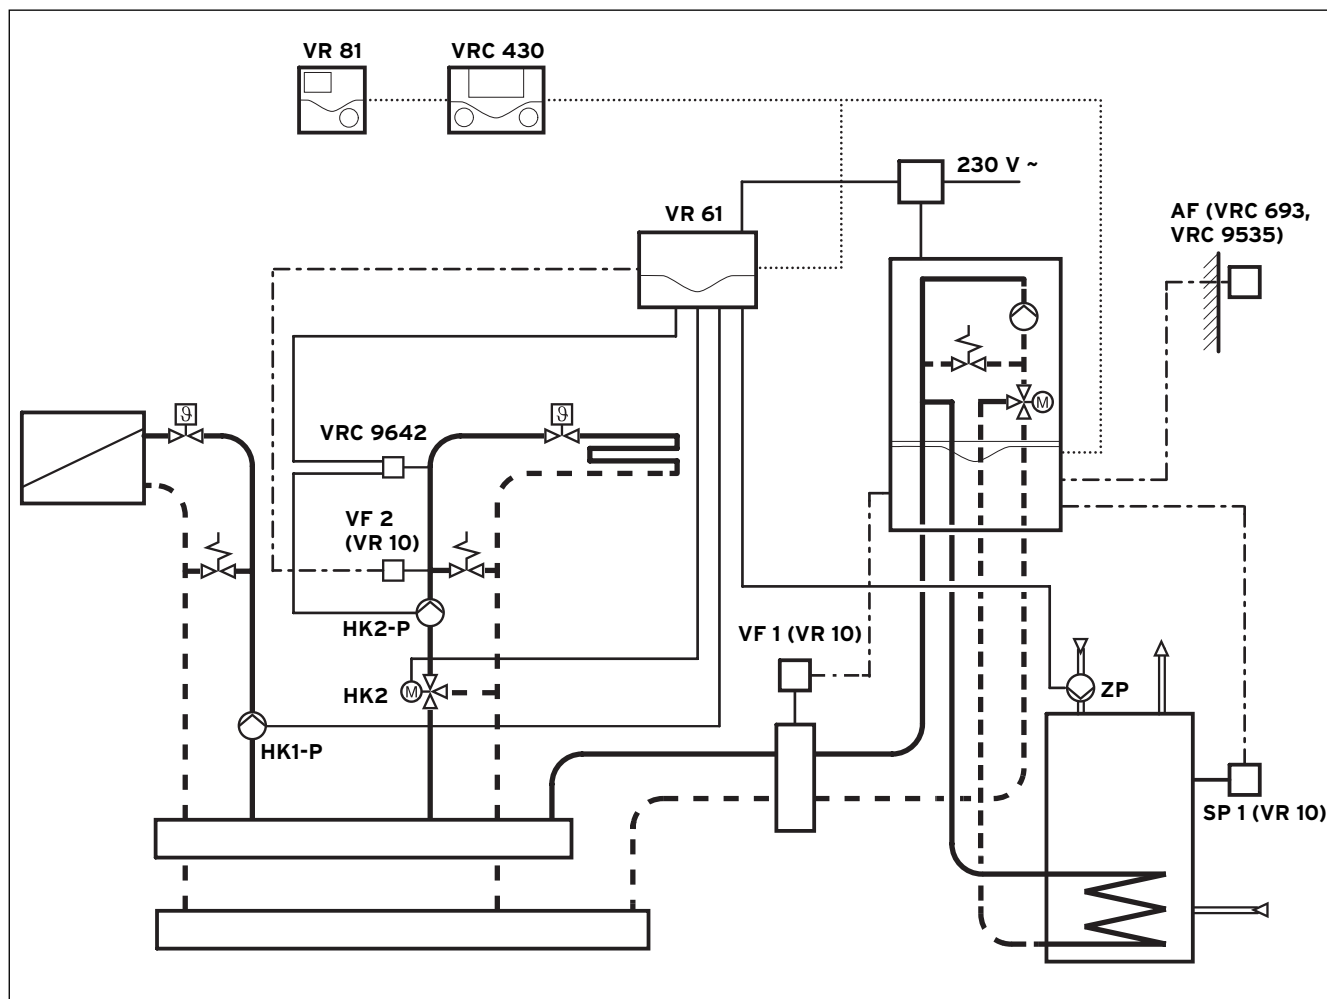 VR 81
VRC 430
230 V ~
VR 61
AF (VRC 693,
VRC 9535)
ϑ
ϑ
M
VRC 9642
VF 2
(VR 10)
HK2-P
VF 1 (VR 10)
HK2
M
ZP
HK1-P
SP 1 (VR 10)